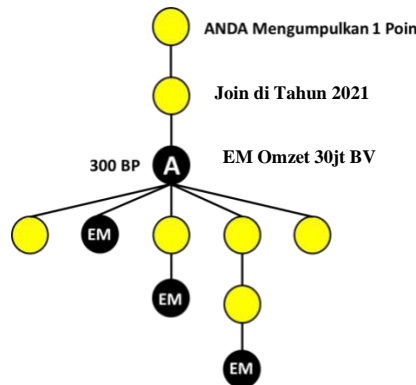 ANDA Mengumpulkan 1 Poin
Join di Tahun 2021
300 BP
A
EM Omzet 30jt BV
EM
EM
EM